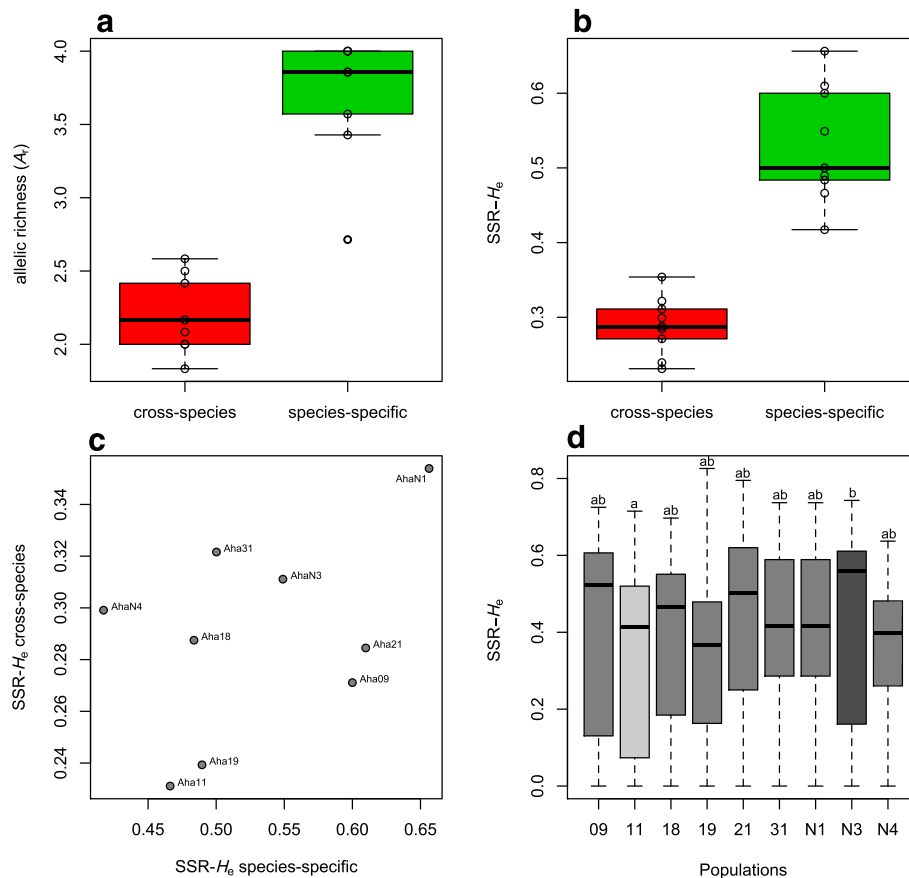 a
allelic richness (Ar)
4.0
3.5
3.0
2.5
2.0
cross-species
species-specific
b
SSR−He
0.6
0.5
0.4
0.3
cross-species
species-specific
c
SSR-He cross-species
0.34
0.32
0.30
0.28
0.26
0.24
AhaN1
Aha31
AhaN3
AhaN4
Aha18
Aha21
Aha09
Aha19
Aha11
0.45
0.50
0.55
0.60
0.65
SSR-He species-specific
d
SSR−He
0.8
0.6
0.4
0.2
0.0
ab
a
ab
ab
ab
ab
ab
b
ab
09
11
18
19
21
31
N1
N3
N4
Populations